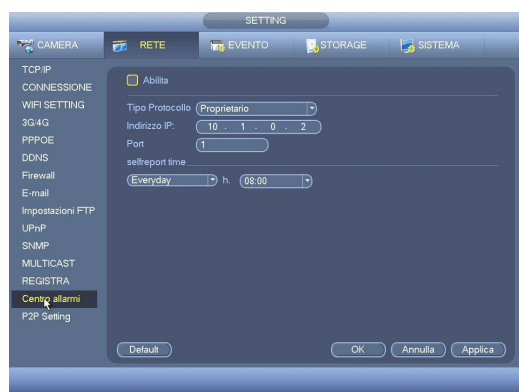 SETTING
CAMERA RETE EVENTO STORAGE SISTEMA
TCP/IP
CONNESSIONE
WIFI SETTING
3G/4G
PPPOE
DDNS
Firewall
E-mail
Impostazioni FTP
UPnP
SNMP
MULTICAST
REGISTRA
Centro allarmi
P2P Setting
Abilita
Tipo Protocollo Proprietario
Indirizzo IP: 10 . 1 . 0 . 2
Port 1
selfreport time
Everyday h. 08:00
Default OK Annulla Applica